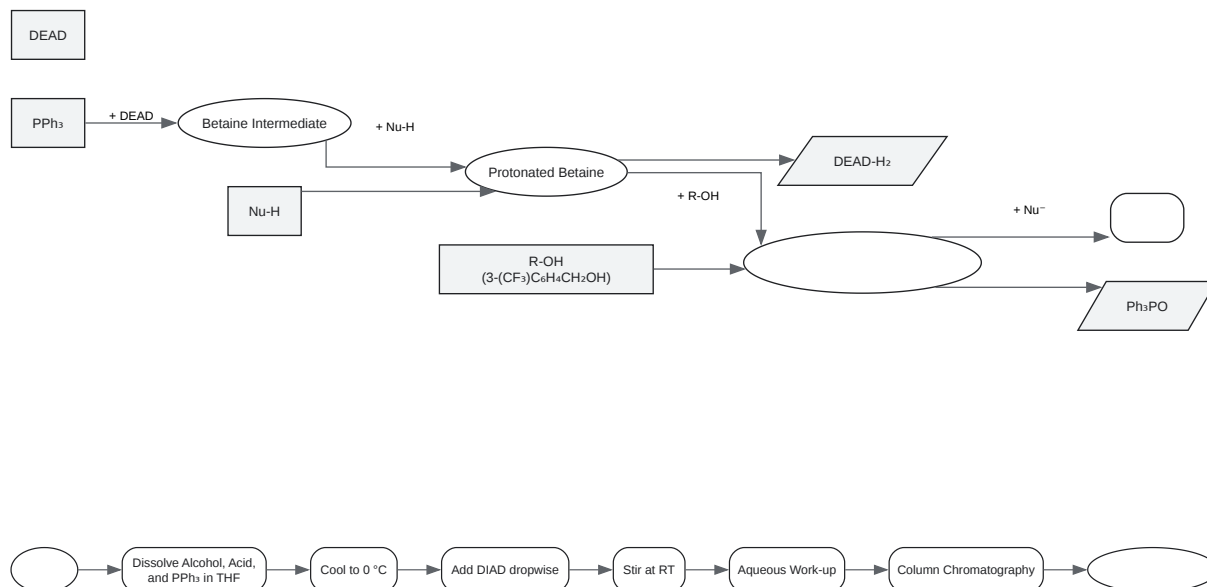 DEAD
PPh₃
+ DEAD
Betaine Intermediate
+ Nu-H
Nu-H
Protonated Betaine
DEAD-H₂
+ R-OH
R-OH
(3-(CF₃)C₆H₄CH₂OH)
+ Nu⁻
Ph₃PO
Dissolve Alcohol, Acid,
and PPh₃ in THF
Cool to 0 °C
Add DIAD dropwise
Stir at RT
Aqueous Work-up
Column Chromatography